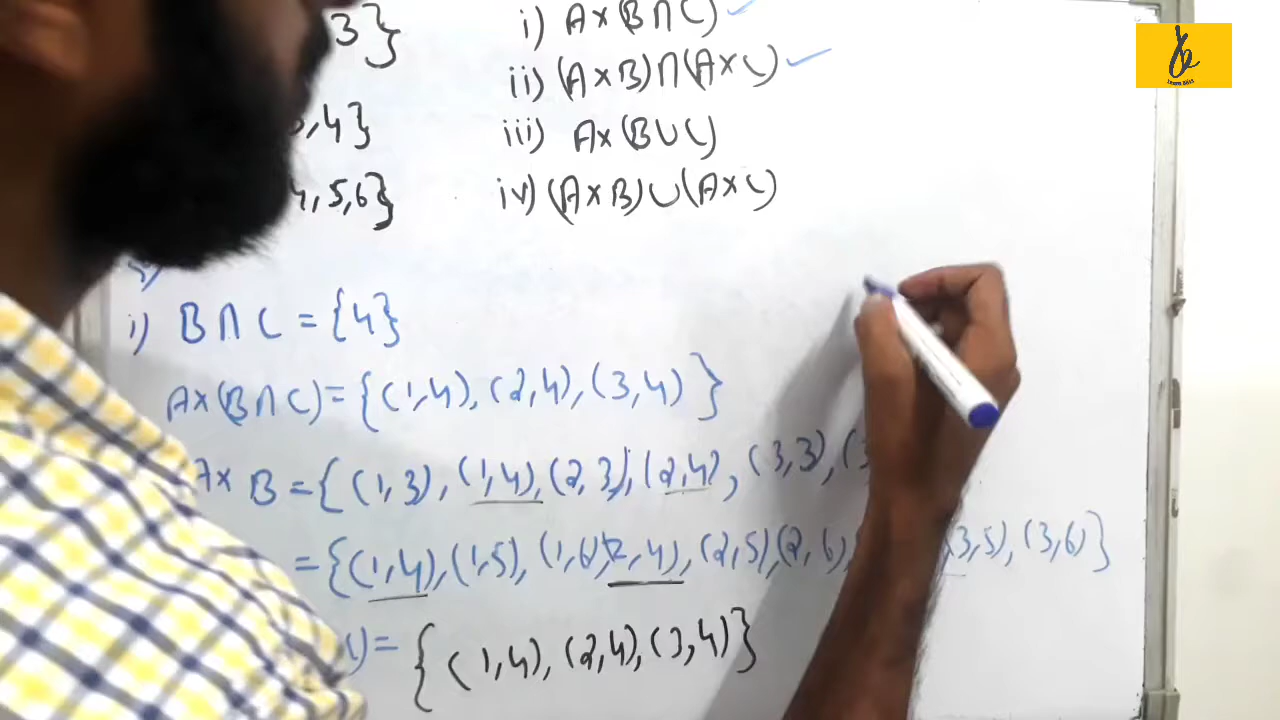 3}
i) A×(B∩C)
ii) (A×B)∩(A×C)
,4}
iii) A×(B∪C)
4,5,6}
iv) (A×B)∪(A×C)
i) B∩C = {4}
A×(B∩C) = {(1,4), (2,4), (3,4)}
A×B = {(1,3), (1,4), (2,3), (2,4), (3,3), (3
= {(1,4), (1,5), (1,6), (2,4), (2,5) (2,6), 3,5), (3,6)}
) = {(1,4), (2,4), (3,4)}